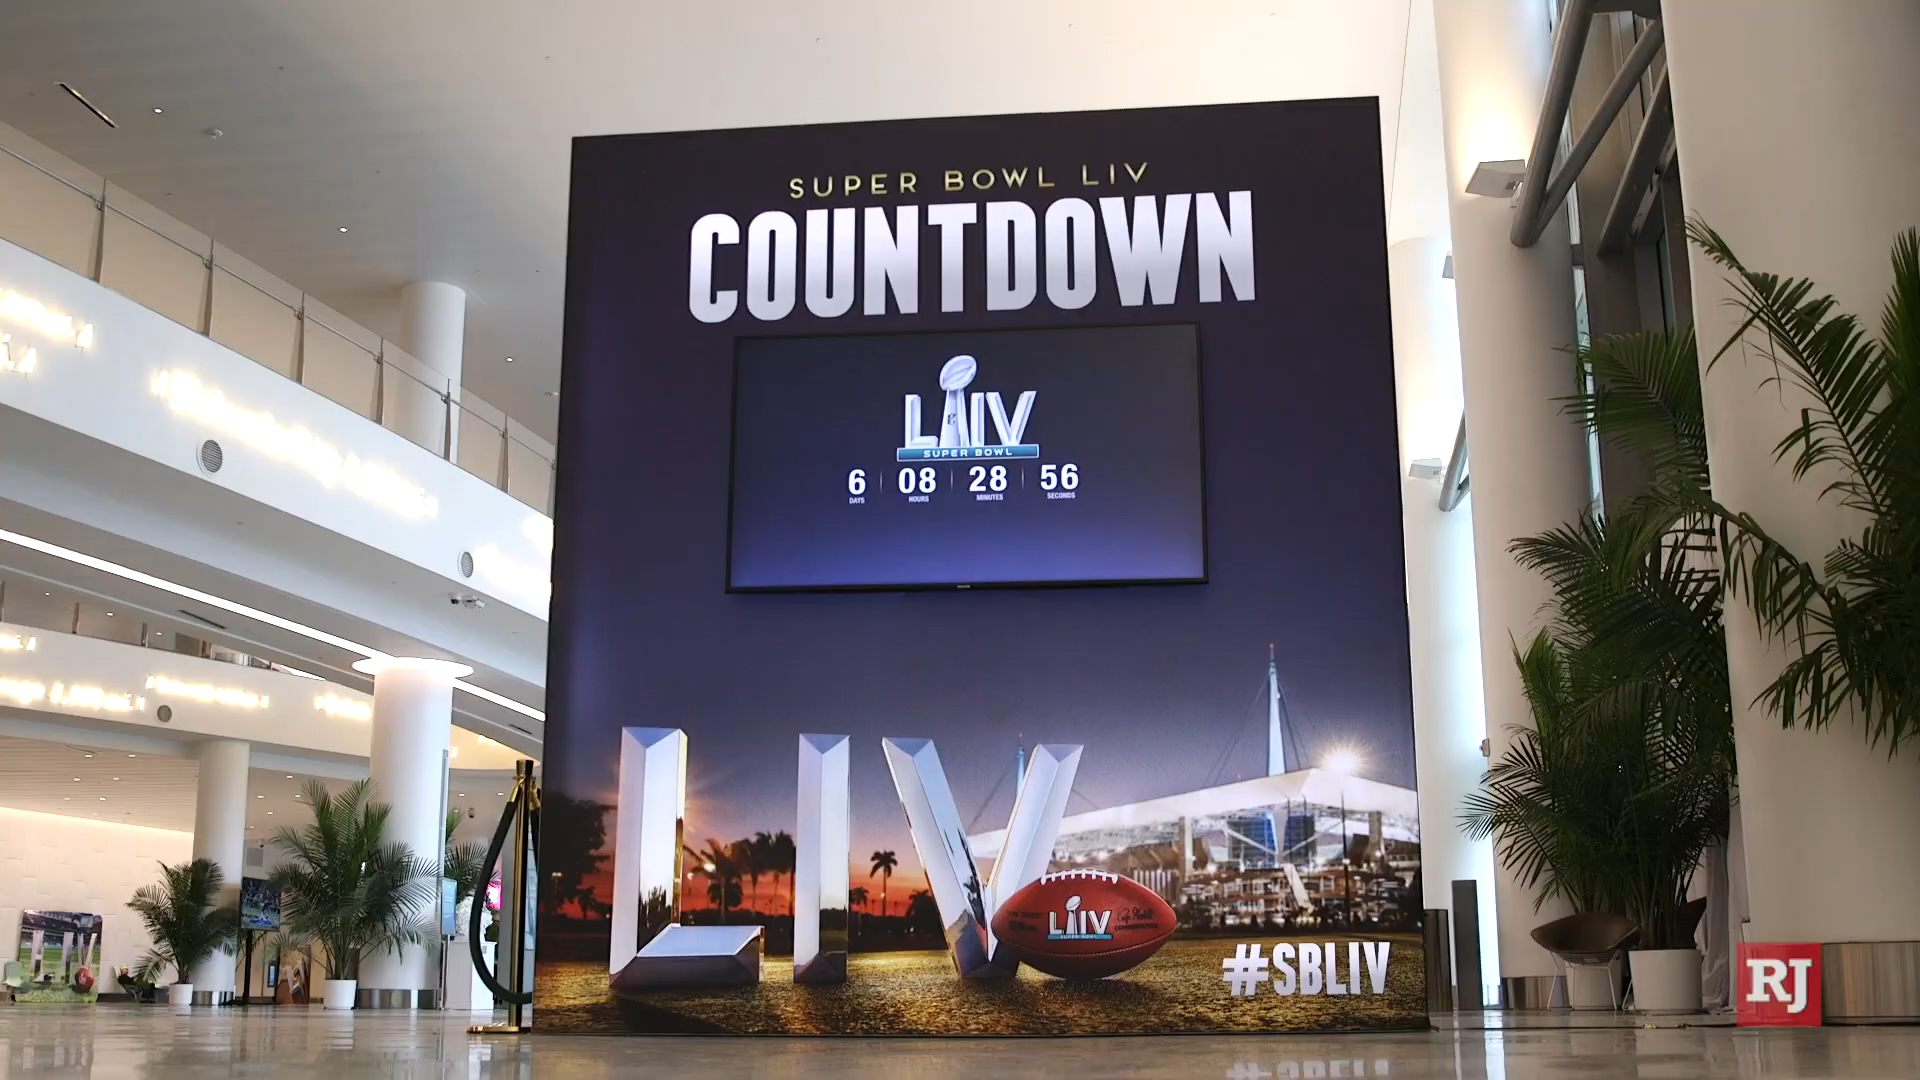 SUPER BOWL LIV
COUNTDOWN
LIV
SUPER BOWL
6 08 28 56
DAYS HOURS MINUTES SECONDS
LIV
LIV
SUPER BOWL
#SBLIV
RJ